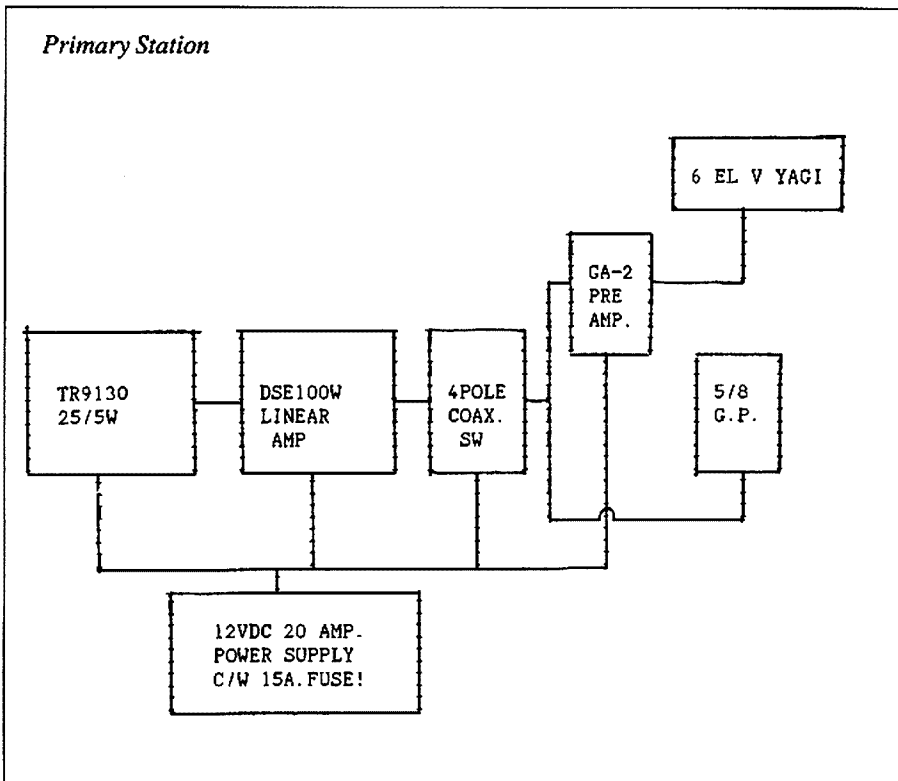 Primary Station
6 EL V YAGI
GA-2
PRE
AMP.
TR9130
25/5W
DSE100W
LINEAR
AMP
4POLE
COAX.
SW
5/8
G.P.
12VDC 20 AMP.
POWER SUPPLY
C/W 15A.FUSE!